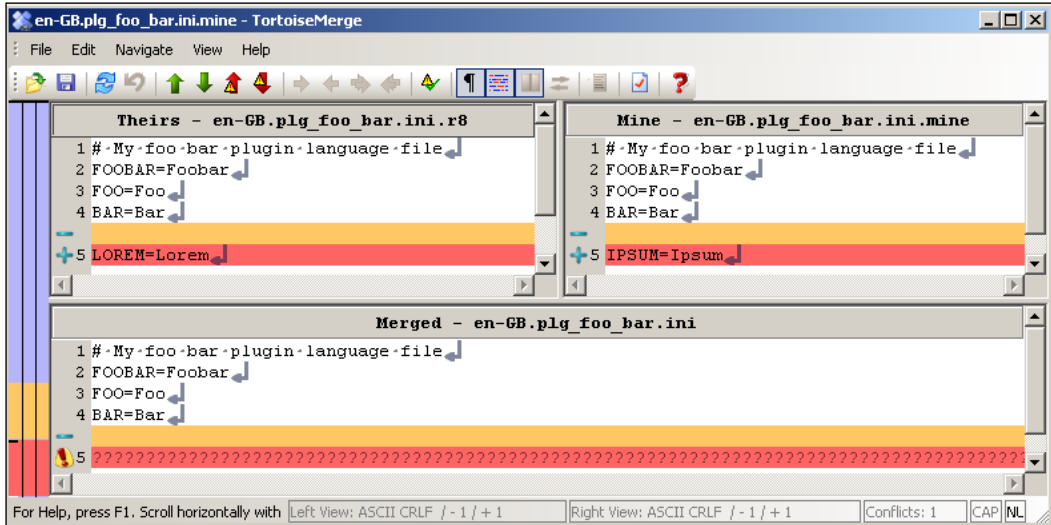 en-GB.plg_foo_bar.ini.mine - TortoiseMerge
File Edit Navigate View Help
Theirs - en-GB.plg_foo_bar.ini.r8
1 # My foo bar plugin language file
2 FOOBAR=Foobar
3 FOO=Foo
4 BAR=Bar
5 LOREM=Lorem
Mine - en-GB.plg_foo_bar.ini.mine
1 # My foo bar plugin language file
2 FOOBAR=Foobar
3 FOO=Foo
4 BAR=Bar
5 IPSUM=Ipsum
Merged - en-GB.plg_foo_bar.ini
1 # My foo bar plugin language file
2 FOOBAR=Foobar
3 FOO=Foo
4 BAR=Bar
5 ?????????????????????????????????????????????????????????????????????????????????????????
For Help, press F1. Scroll horizontally with Left View: ASCII CRLF / - 1 / + 1 Right View: ASCII CRLF / - 1 / + 1 Conflicts: 1 CAP NL